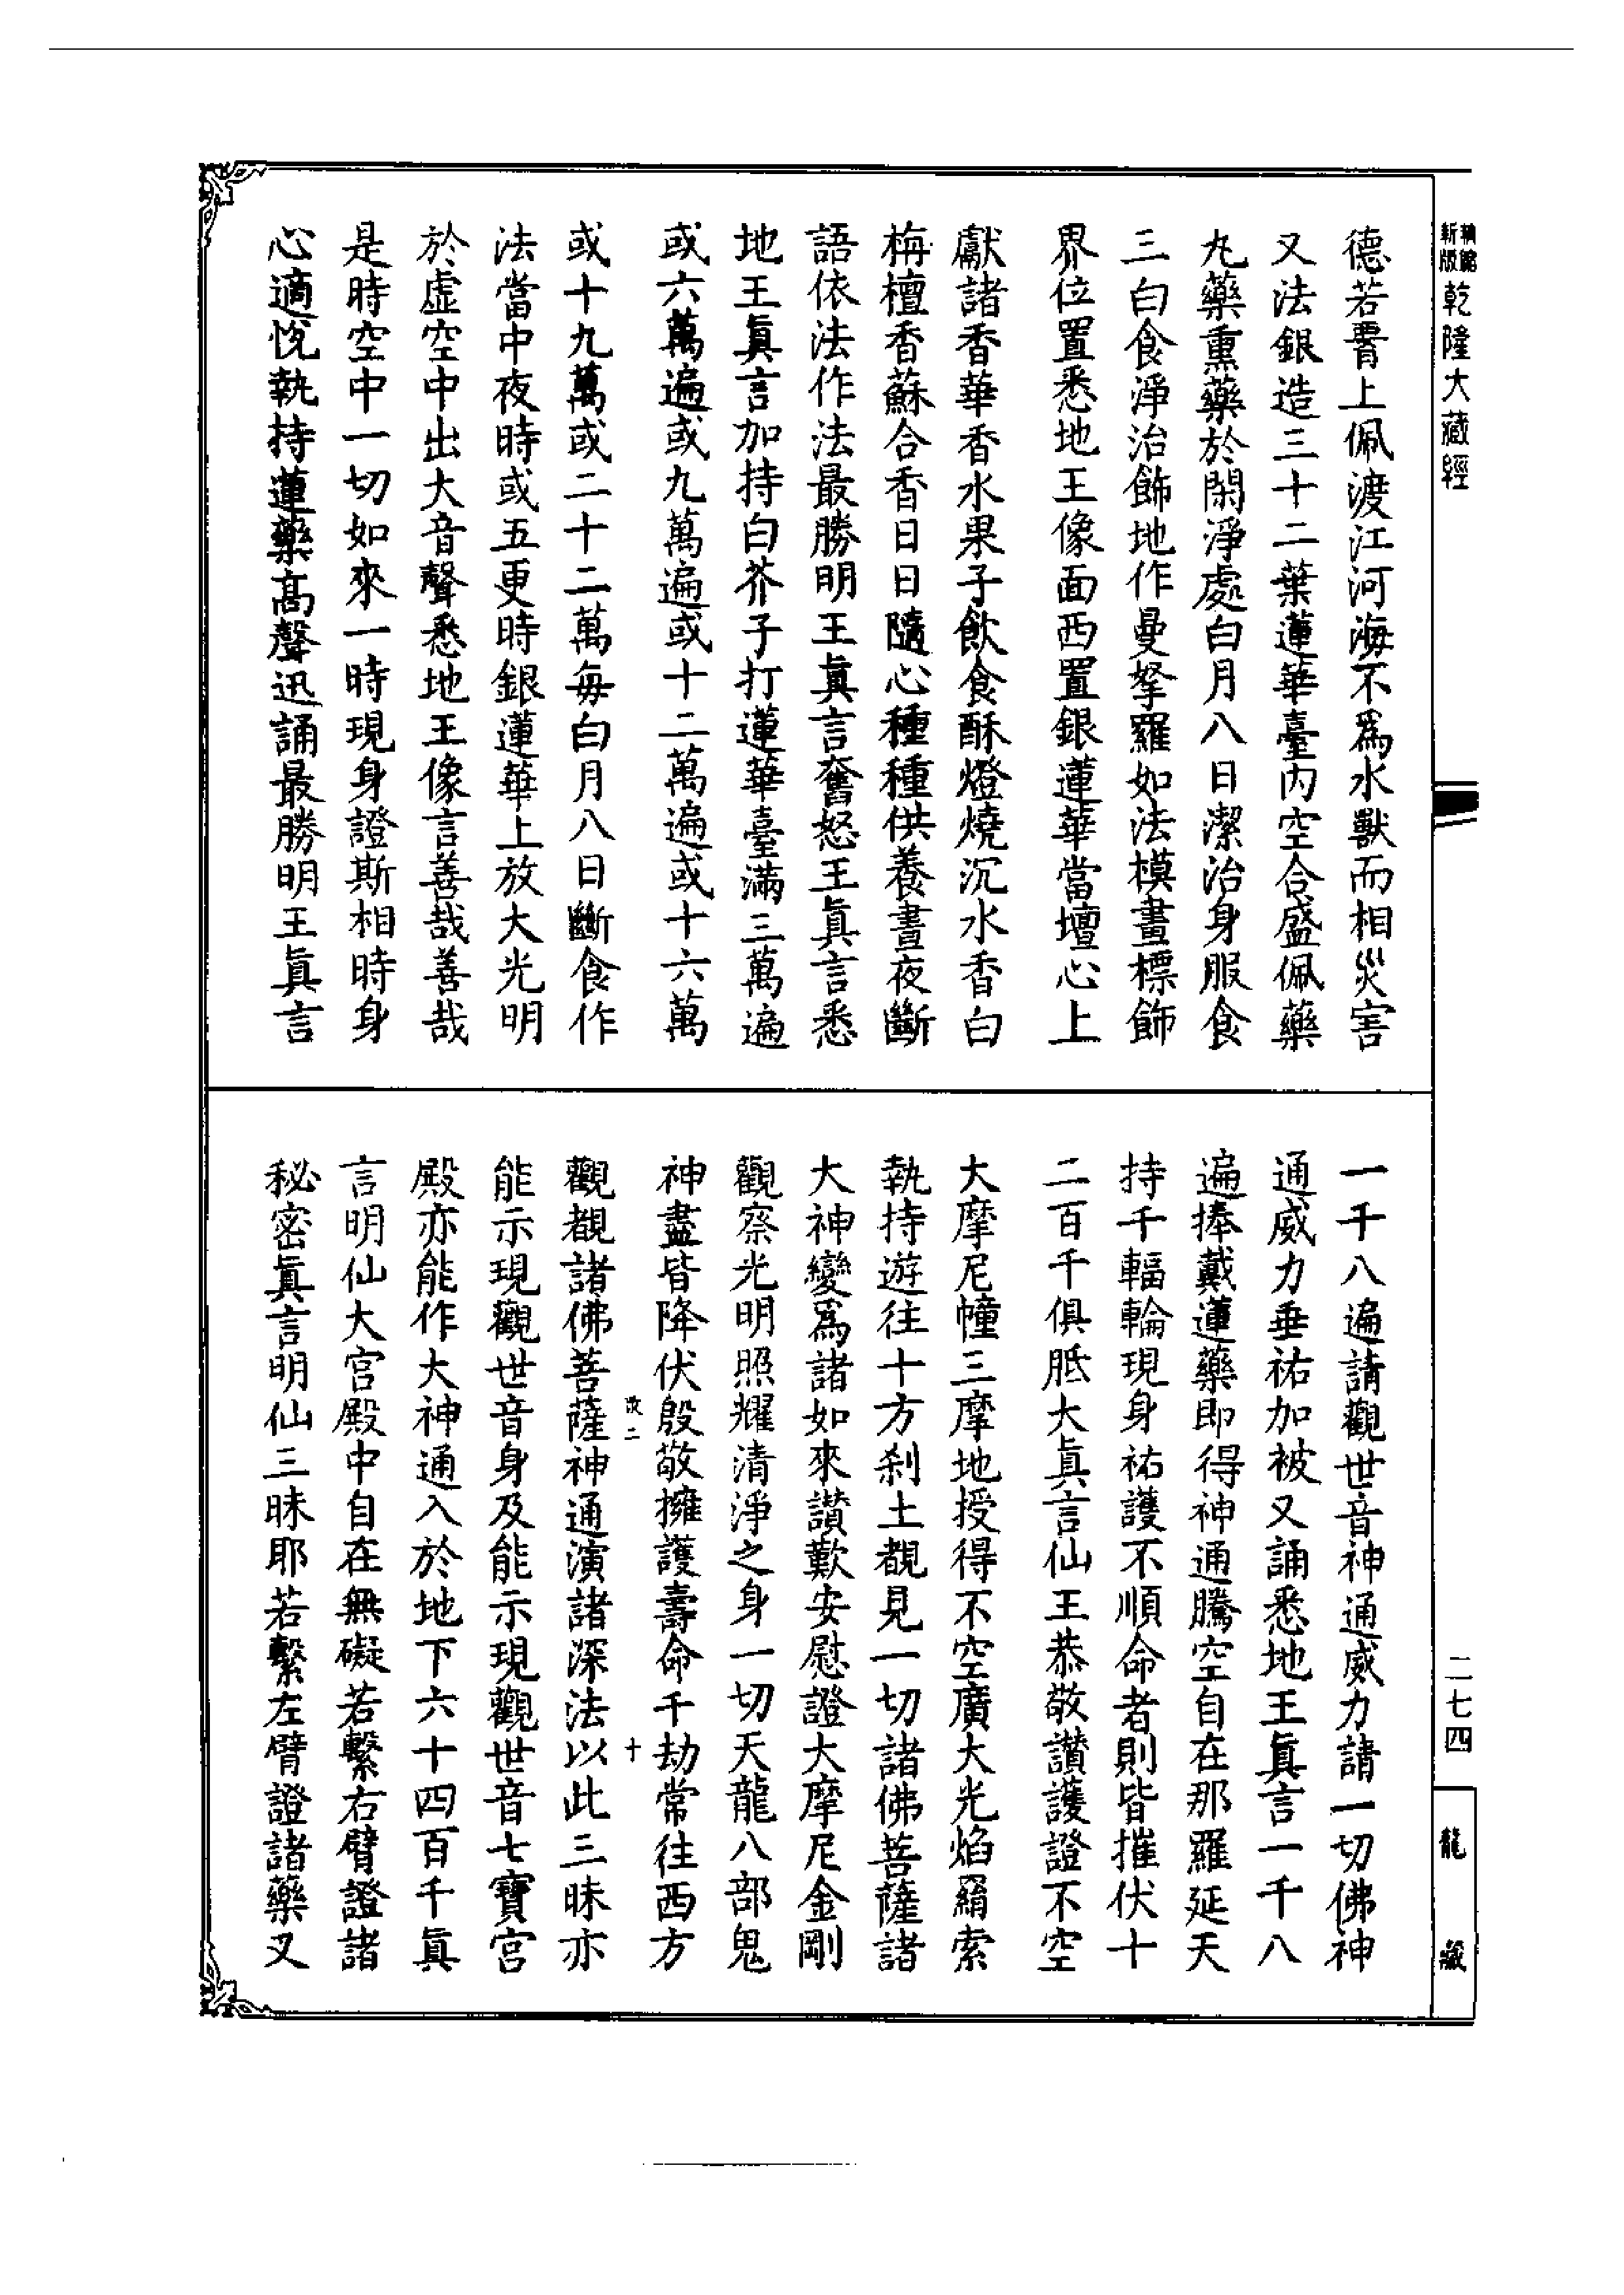 新版
乾隆大藏經
德若𦙄上佩渡江河海不爲水獸而相災害
又法銀造三十二葉蓮華臺內空合盛佩藥
丸藥熏藥於閑淨處白月八日潔治身服食
三白食淨治飾地作曼拏羅如法模畫標飾
界位置悉地王像面西置銀蓮華當壇心上
獻諸香華香水果子飲食酥燈燒沉水香白
栴檀香蘇合香日日隨心種種供養晝夜斷
語依法作法最勝明王眞言奮怒王眞言悉
地王眞言加持白芥子打蓮華臺滿三萬遍
或六萬遍或九萬遍或十二萬遍或十六萬
或十九萬或二十二萬每白月八日斷食作
法當中夜時或五更時銀蓮華上放大光明
於虛空中出大音聲悉地王像言善哉善哉
是時空中一切如來一時現身證斯相時身
心適悅執持蓮藥高聲迅誦最勝明王眞言
一千八遍請觀世音神通威力請一切佛神
通威力垂祐加被又誦悉地王眞言一千八
遍捧戴蓮藥即得神通騰空自在那羅延天
持千輻輪現身祐護不順命者則皆摧伏十
二百千俱胝大眞言仙王恭敬讚護證不空
大摩尼幢三摩地授得不空廣大光焰羂索
執持遊往十方刹土覩見一切諸佛菩薩諸
大神變爲諸如來讚歎安慰證大摩尼金剛
觀察光明照耀清淨之身一切天龍八部鬼
神盡皆降伏殷敬擁護壽命千劫常往西方
十
觀覩諸佛菩薩神通演諸深法以此三昧亦
能示現觀世音身及能示現觀世音七寶宮
殿亦能作大神通入於地下六十四百千眞
言明仙大宮殿中自在無礙若繫右臂證諸
秘密眞言明仙三昧耶若繫左臂證諸藥叉
二七四
龍藏